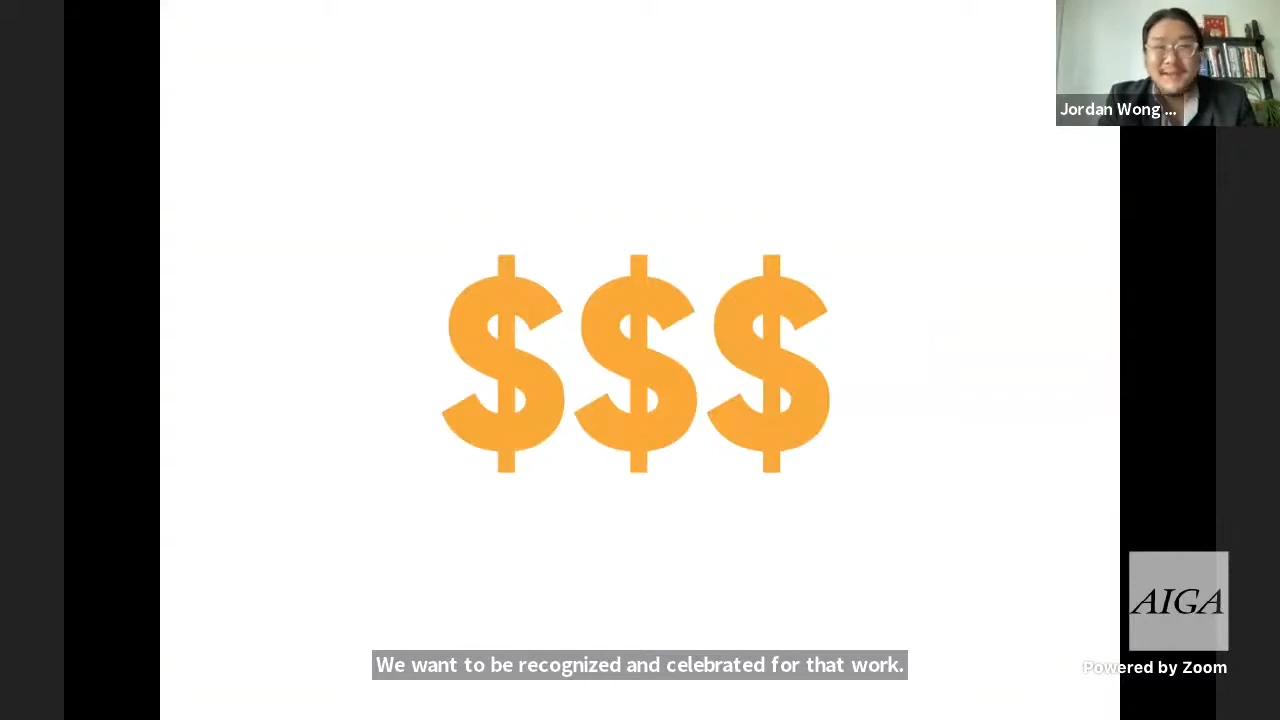 Jordan Wong ...
$$$
AIGA
We want to be recognized and celebrated for that work.
Powered by Zoom